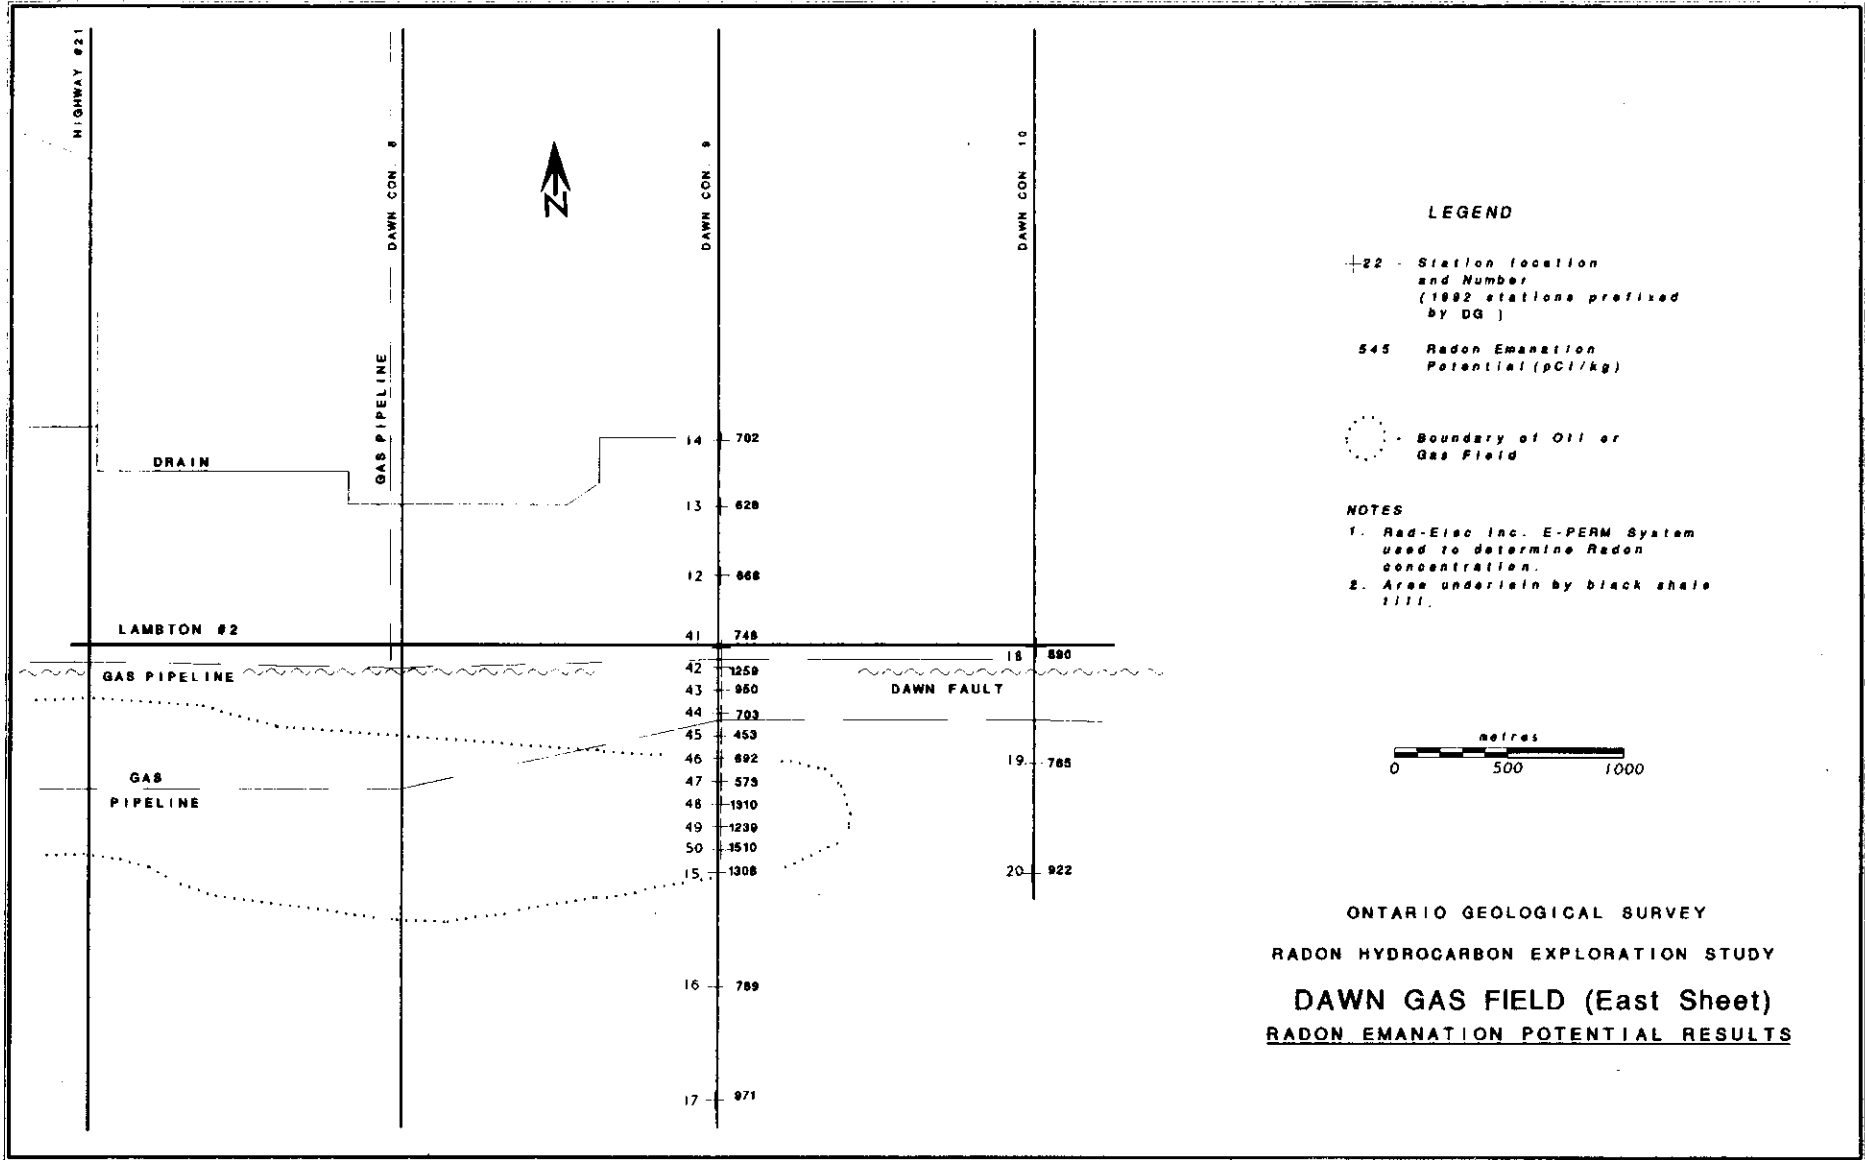 HIGHWAY #21
DAWN CON. 8
DAWN CON. 9
DAWN CON. 10
N
GAS PIPELINE
DRAIN
LAMBTON #2
GAS PIPELINE
DAWN FAULT
GAS
PIPELINE
14 702
13 628
12 668
41 748
42 1259
43 950
44 703
45 453
46 692
47 573
48 1310
49 1239
50 1510
15 1308
16 789
17 971
18 890
19 765
20 922
LEGEND
22 - Station location
and Number
(1992 stations prefixed
by DG )
545 Radon Emanation
Potential (pCi/kg)
- Boundary of Oil or
Gas Field
NOTES
1. Rad-Elec Inc. E-PERM System
used to determine Radon
concentration.
2. Area underlain by black shale
till.
metres
0 500 1000
ONTARIO GEOLOGICAL SURVEY
RADON HYDROCARBON EXPLORATION STUDY
DAWN GAS FIELD (East Sheet)
RADON EMANATION POTENTIAL RESULTS